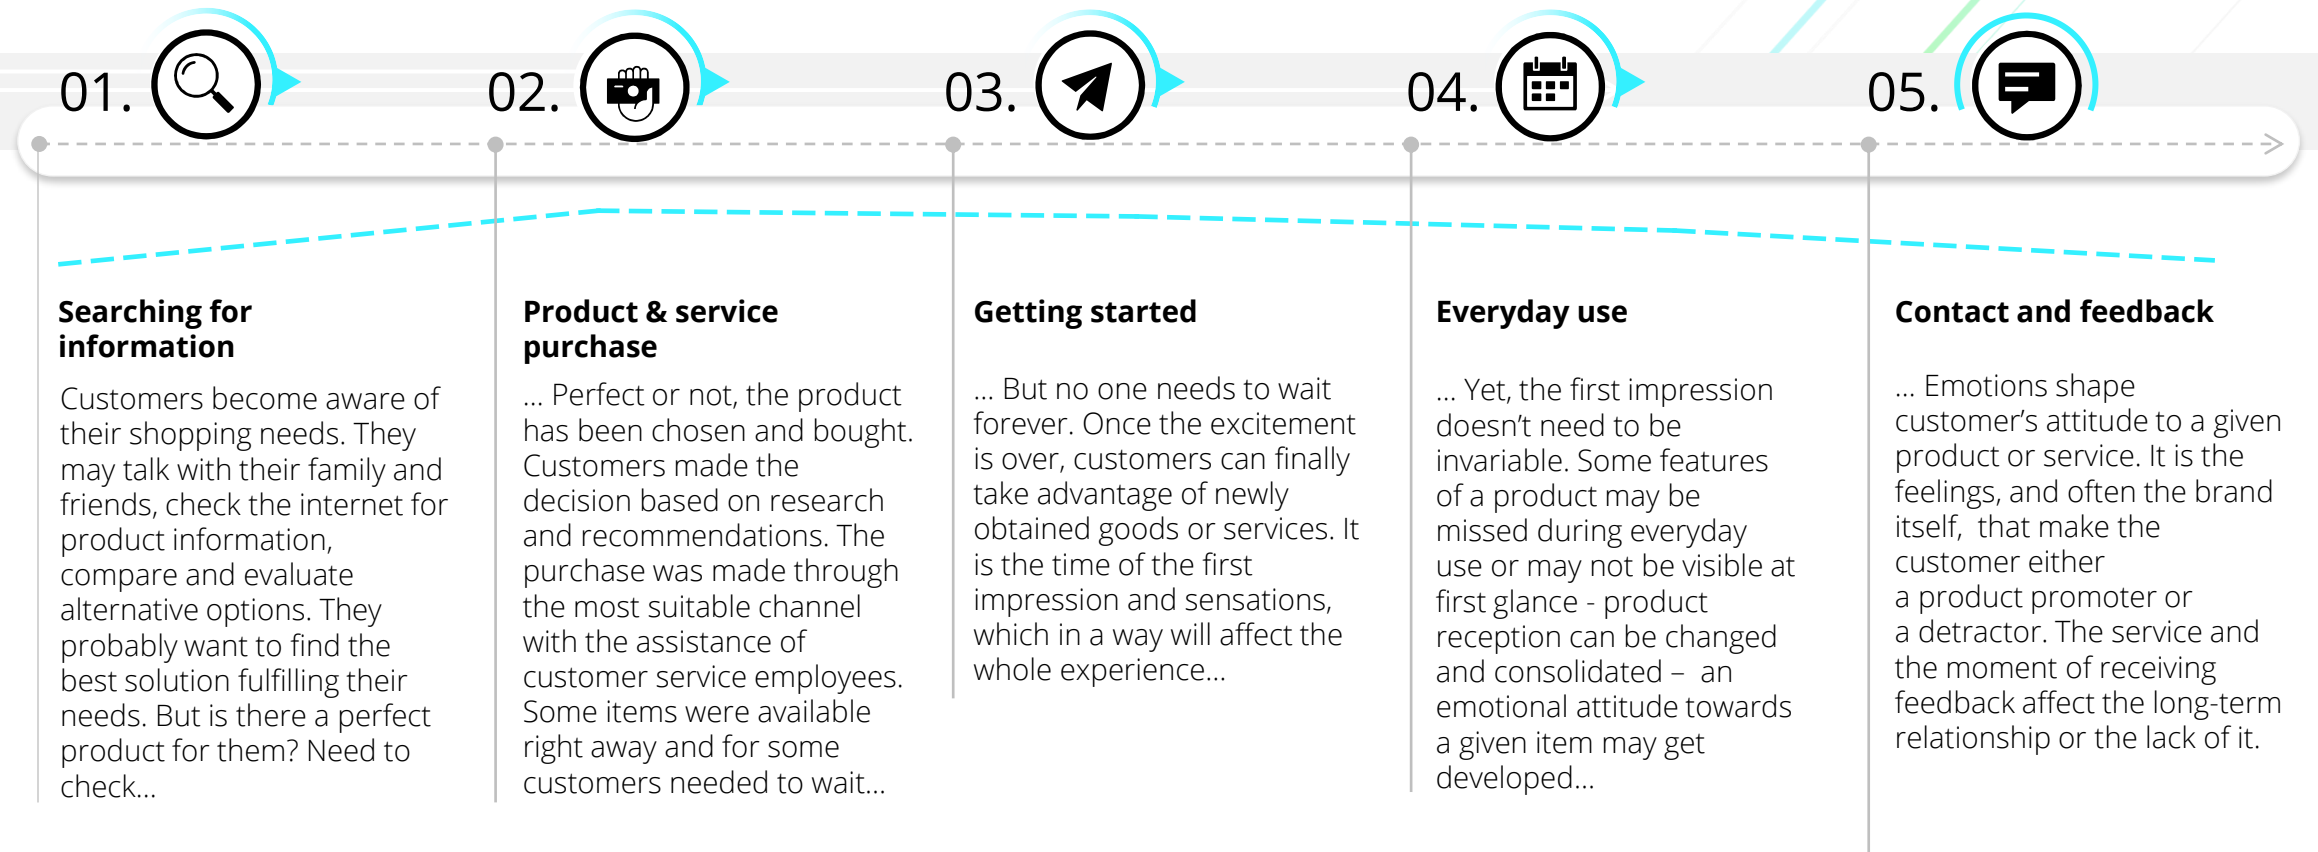 01.
02.
03.
04.
05.
Searching for
information
Customers become aware of
their shopping needs. They
may talk with their family and
friends, check the internet for
product information,
compare and evaluate
alternative options. They
probably want to find the
best solution fulfilling their
needs. But is there a perfect
product for them? Need to
check...
Product & service
purchase
... Perfect or not, the product
has been chosen and bought.
Customers made the
decision based on research
and recommendations. The
purchase was made through
the most suitable channel
with the assistance of
customer service employees.
Some items were available
right away and for some
customers needed to wait...
Getting started
... But no one needs to wait
forever. Once the excitement
is over, customers can finally
take advantage of newly
obtained goods or services. It
is the time of the first
impression and sensations,
which in a way will affect the
whole experience...
Everyday use
... Yet, the first impression
doesn’t need to be
invariable. Some features
of a product may be
missed during everyday
use or may not be visible at
first glance - product
reception can be changed
and consolidated –  an
emotional attitude towards
a given item may get
developed...
Contact and feedback
... Emotions shape
customer’s attitude to a given
product or service. It is the
feelings, and often the brand
itself,  that make the
customer either
a product promoter or
a detractor. The service and
the moment of receiving
feedback affect the long-term
relationship or the lack of it.